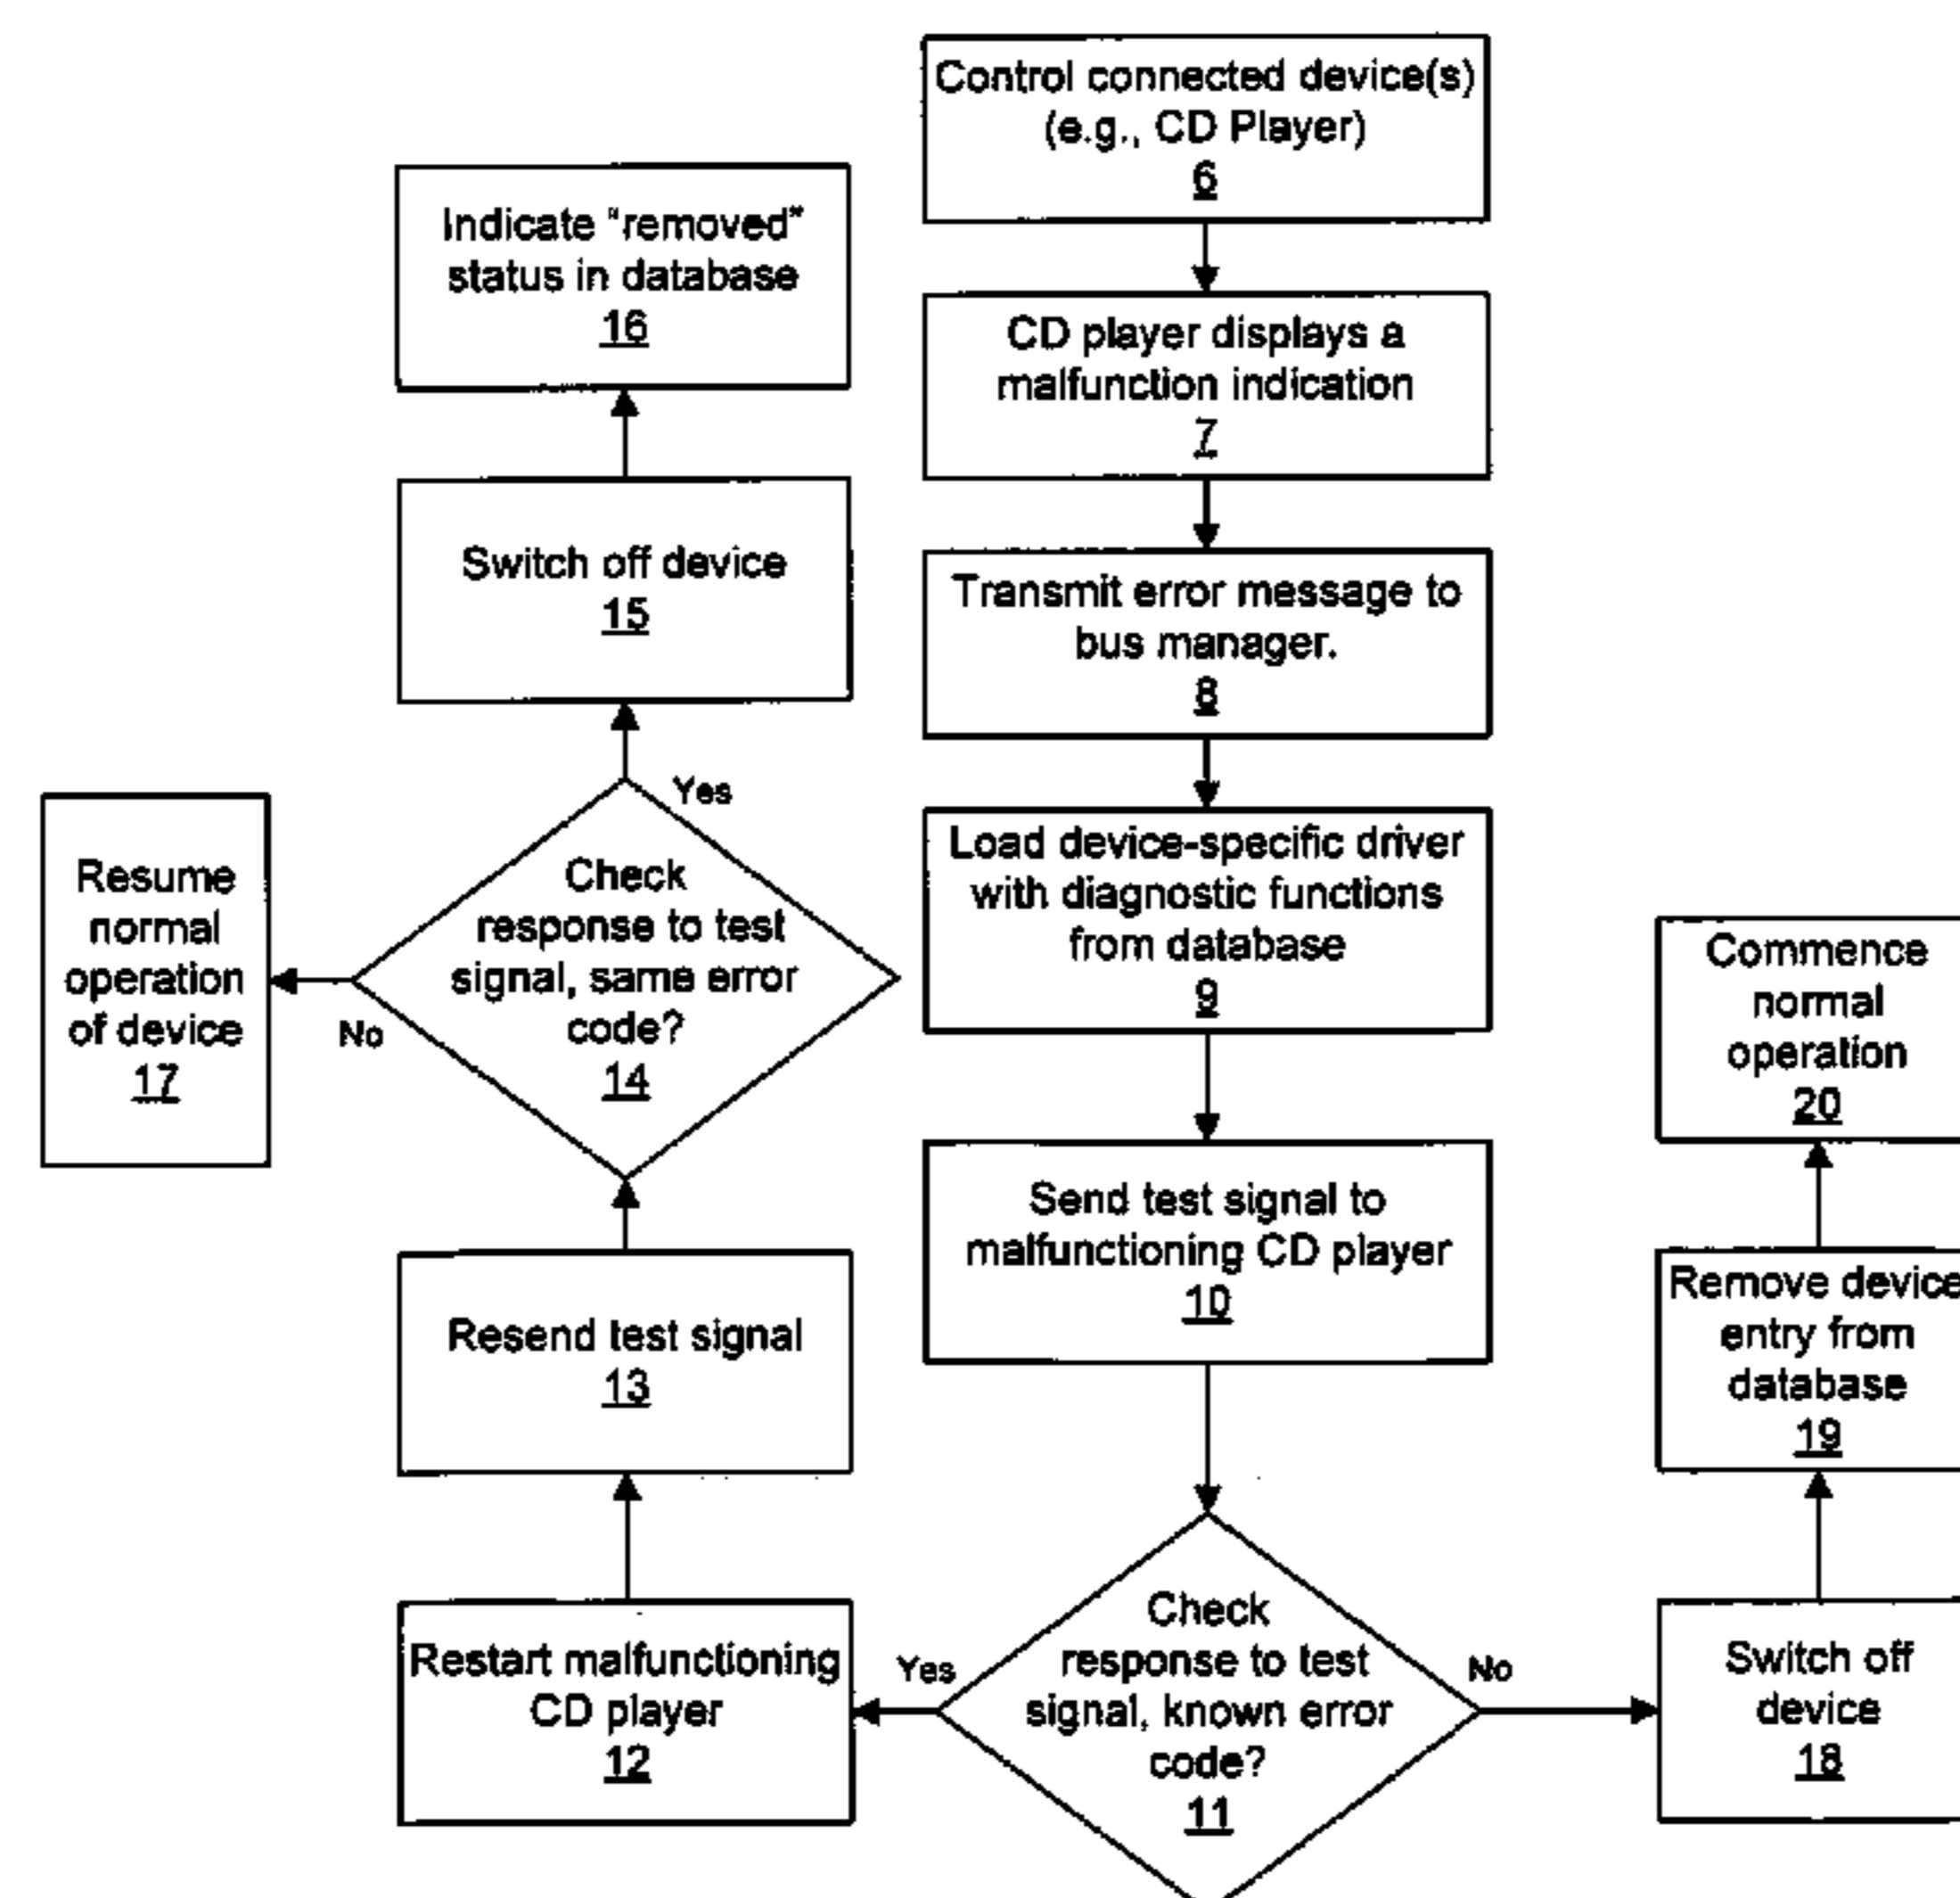 Control connected device(s)
(e.g., CD Player)
6
CD player displays a
malfunction indication
7
Transmit error message to
bus manager.
8
Load device-specific driver
with diagnostic functions
from database
9
Send test signal to
malfunctioning CD player
10
Check
response to test
signal, known error
code?
11
Yes
No
Restart malfunctioning
CD player
12
Resend test signal
13
Check
response to test
signal, same error
code?
14
Yes
No
Switch off device
15
Indicate "removed"
status in database
16
Resume
normal
operation
of device
17
Switch off
device
18
Remove device
entry from
database
19
Commence
normal
operation
20